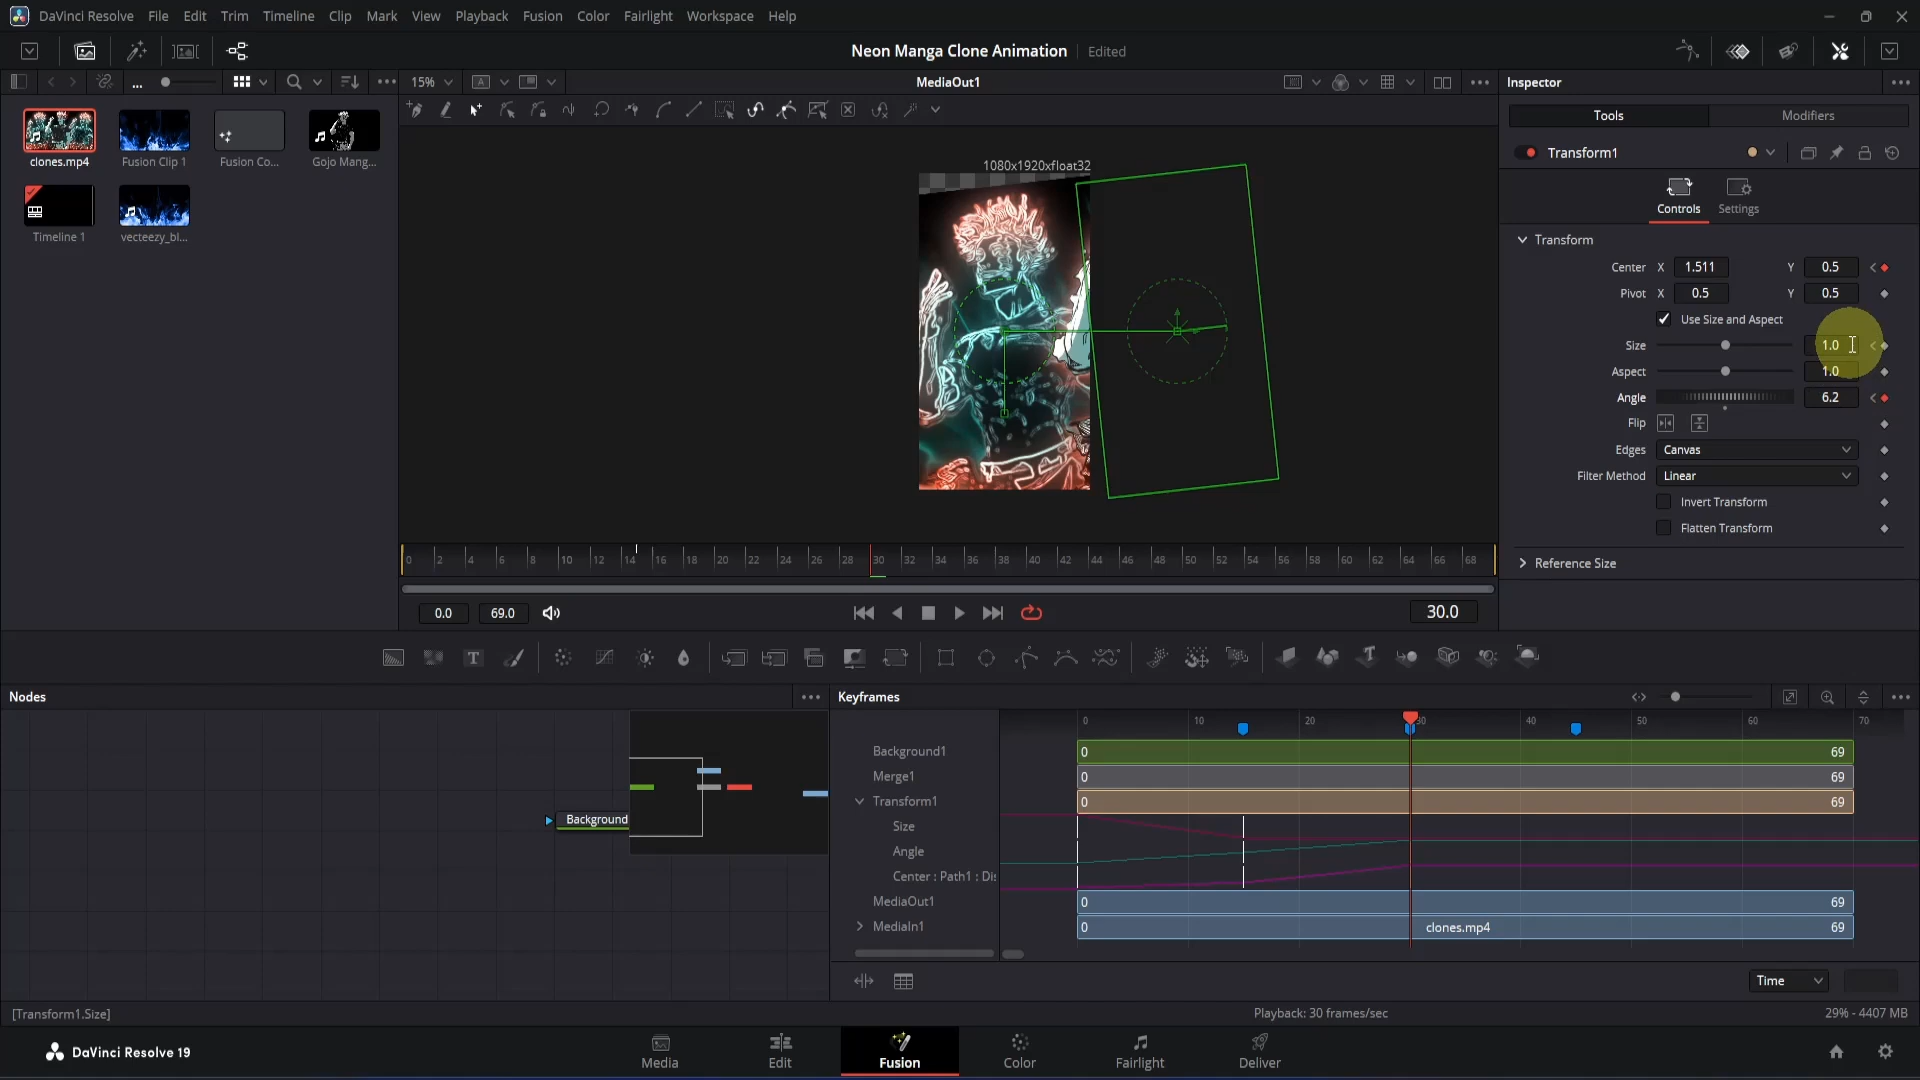 DaVinci Resolve File Edit Trim Timeline Clip Mark View Playback Fusion Color Fairlight Workspace Help
Neon Manga Clone Animation Edited
... 15% MediaOut1 Inspector
Tools Modifiers
clones.mp4 Fusion Clip 1 Fusion Co... Gojo Mang...
Transform1
1080x1920xfloat32
Controls Settings
Timeline 1 vecteezy_bl...
Transform
Center X 1.511 Y 0.5
Pivot X 0.5 Y 0.5
Use Size and Aspect
Size 1.0
Aspect 1.0
Angle 6.2
Flip
Edges Canvas
Filter Method Linear
Invert Transform
Flatten Transform
Reference Size
0 2 4 6 8 10 12 14 16 18 20 22 24 26 28 30 32 34 36 38 40 42 44 46 48 50 52 54 56 58 60 62 64 66 68
0.0 69.0 30.0
Nodes Keyframes
0 10 20 30 40 50 60 70
Background1 0 69
Merge1 0 69
Transform1 0 69
Size
Background
Angle
Center : Path1 : Dis
MediaOut1 0 69
MediaIn1 0 clones.mp4 69
Time
[Transform1.Size] Playback: 30 frames/sec 29% - 4407 MB
DaVinci Resolve 19 Media Edit Fusion Color Fairlight Deliver